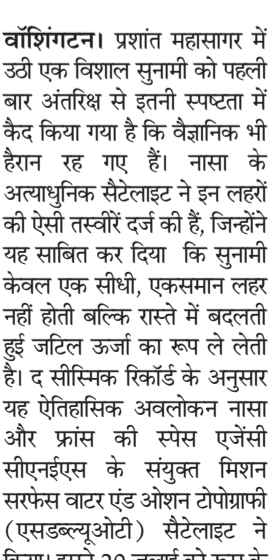 वॉशिंगटन। प्रशांत महासागर में
उठी एक विशाल सुनामी को पहली
बार अंतरिक्ष से इतनी स्पष्टता में
कैद किया गया है कि वैज्ञानिक भी
हैरान रह गए हैं। नासा के
अत्याधुनिक सैटेलाइट ने इन लहरों
की ऐसी तस्वीरें दर्ज की हैं, जिन्होंने
यह साबित कर दिया कि सुनामी
केवल एक सीधी, एकसमान लहर
नहीं होती बल्कि रास्ते में बदलती
हुई जटिल ऊर्जा का रूप ले लेती
है। द सीस्मिक रिकॉर्ड के अनुसार
यह ऐतिहासिक अवलोकन नासा
और फ्रांस की स्पेस एजेंसी
सीएनईएस के संयुक्त मिशन
सरफेस वाटर एंड ओशन टोपोग्राफी
(एसडब्ल्यूओटी) सैटेलाइट ने